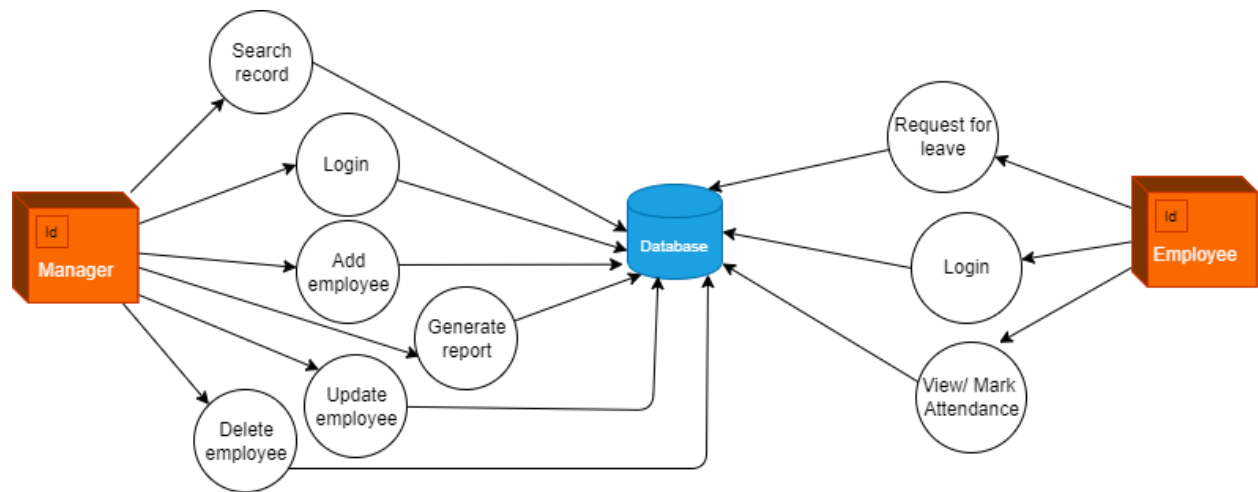 Search
record
Login
Add
employee
Generate
report
Update
employee
Delete
employee
Id
Manager
Database
Request for
leave
Login
View/ Mark
Attendance
Id
Employee